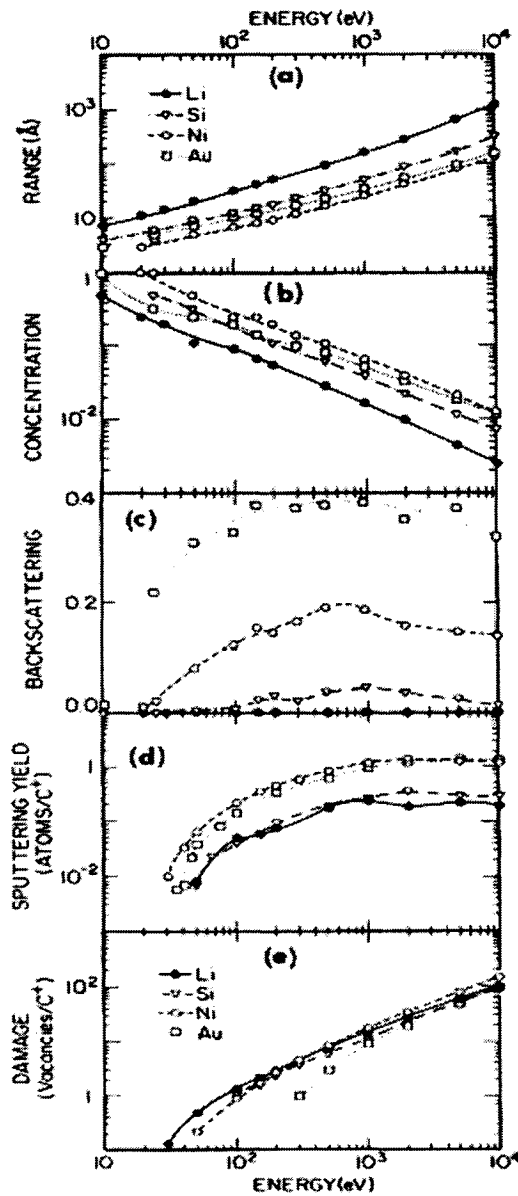 ENERGY (eV)
10 10² 10³ 10⁴
(a)
Li
Si
Ni
Au
10³
10
RANGE (Å)
(b)
1
10⁻²
CONCENTRATION
(c)
0.4
0.2
0.0
BACKSCATTERING
(d)
1
10⁻²
SPUTTERING YIELD
(ATOMS/C⁺)
(e)
Li
Si
Ni
Au
10²
1
DAMAGE
(Vacancies/C⁺)
10 10² 10³ 10⁴
ENERGY(eV)